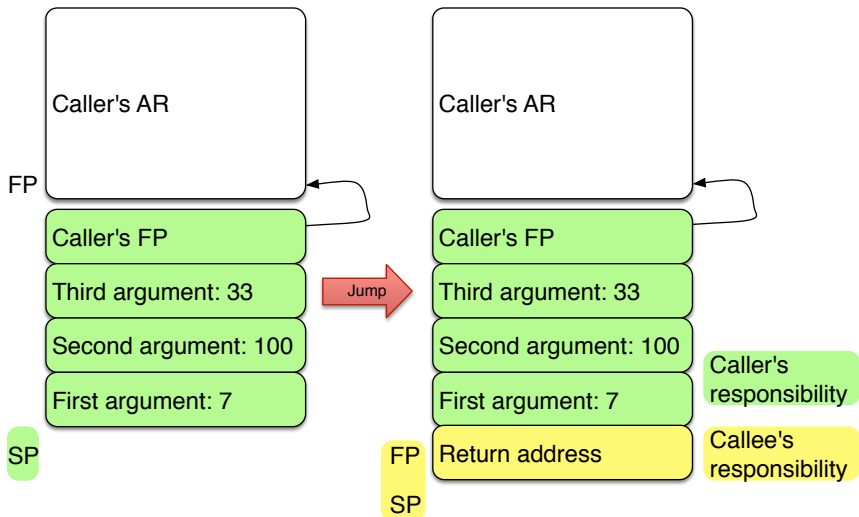 Caller's AR
FP
Caller's FP
Third argument: 33
Second argument: 100
First argument: 7
SP
Jump
Caller's AR
Caller's FP
Third argument: 33
Second argument: 100
First argument: 7
Return address
FP
SP
Caller's
responsibility
Callee's
responsibility